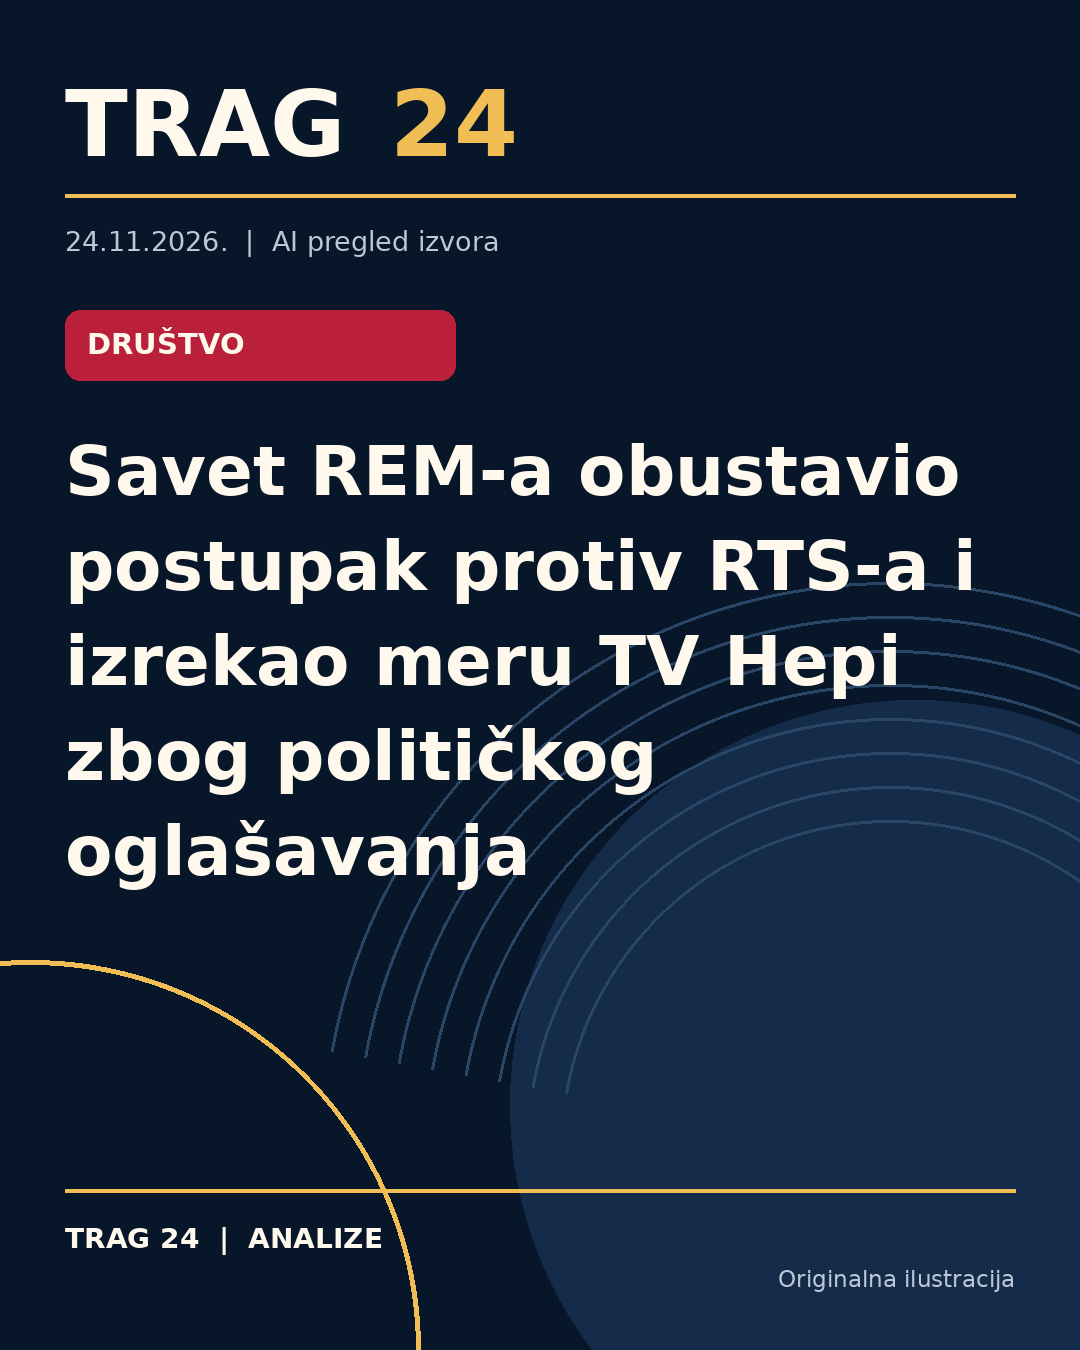 TRAG 24
24.11.2026. | AI pregled izvora
DRUŠTVO
Savet REM-a obustavio
postupak protiv RTS-a i
izrekao meru TV Hepi
zbog političkog
oglašavanja
TRAG 24 | ANALIZE
Originalna ilustracija